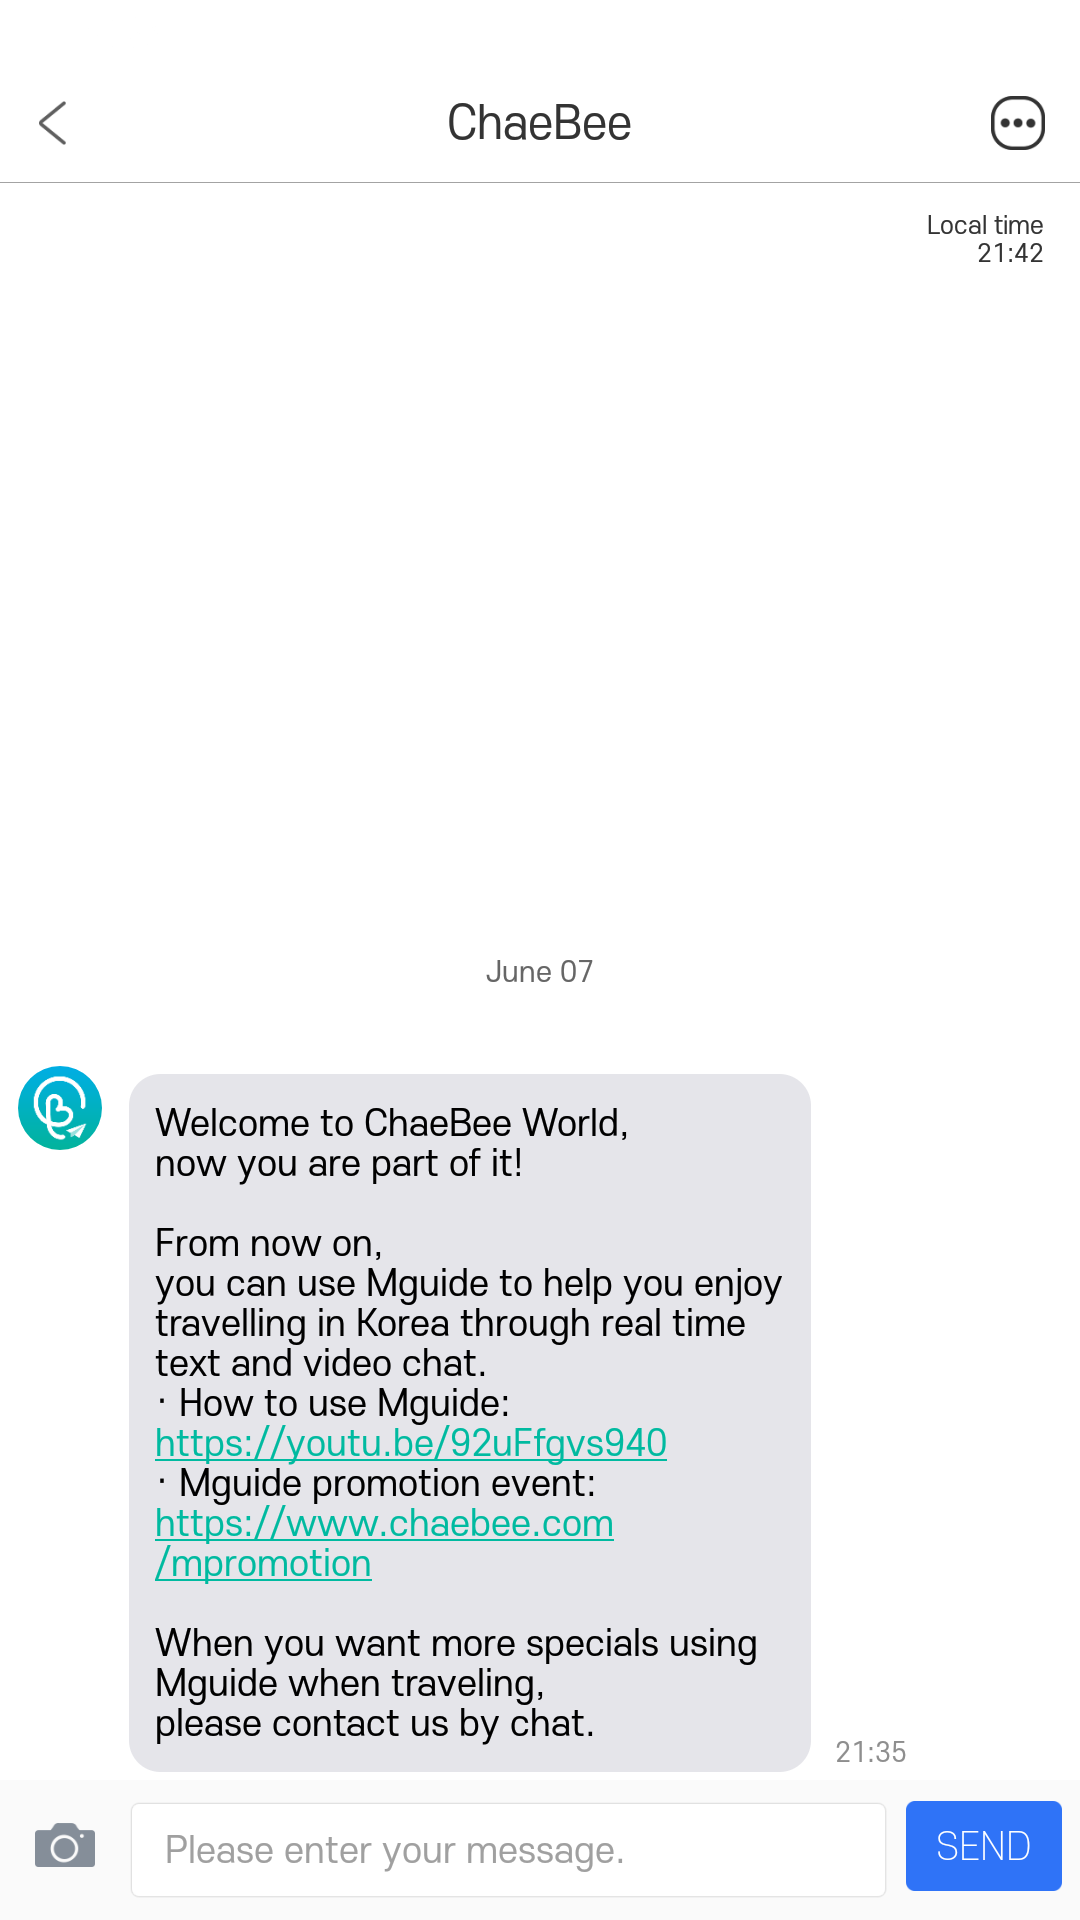 ChaeBee
Local time
21:42
June 07
Welcome to ChaeBee World,
now you are part of it!
From now on,
you can use Mguide to help you enjoy
travelling in Korea through real time
text and video chat.
· How to use Mguide:
https://youtu.be/92uFfgvs940
· Mguide promotion event:
https://www.chaebee.com
/mpromotion
When you want more specials using
Mguide when traveling,
please contact us by chat.
21:35
Please enter your message.
SEND